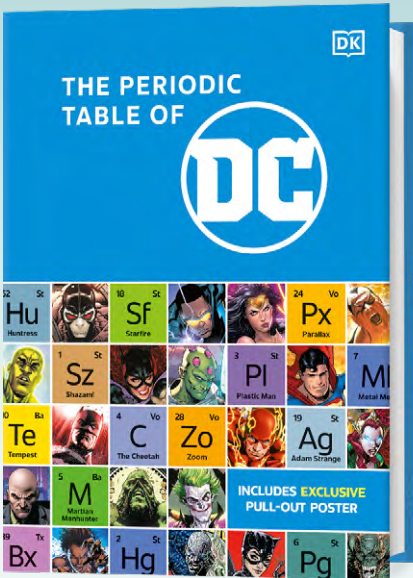 DK
THE PERIODIC
TABLE OF
DC
52 St
Hu
Huntress
18 St
Sf
Starfire
24 Vo
Px
Parallax
1 St
Sz
Shazam!
3 St
Pl
Plastic Man
7
Metal Me
Ba
Te
Tempest
4 Vo
C
The Cheetah
28 Vo
Zo
Zoom
19 St
Ag
Adam Strange
5 Ba
M
Martian
Manhunter
INCLUDES EXCLUSIVE
PULL-OUT POSTER
Tx
Bx
2 St
Hg
6 St
Pg